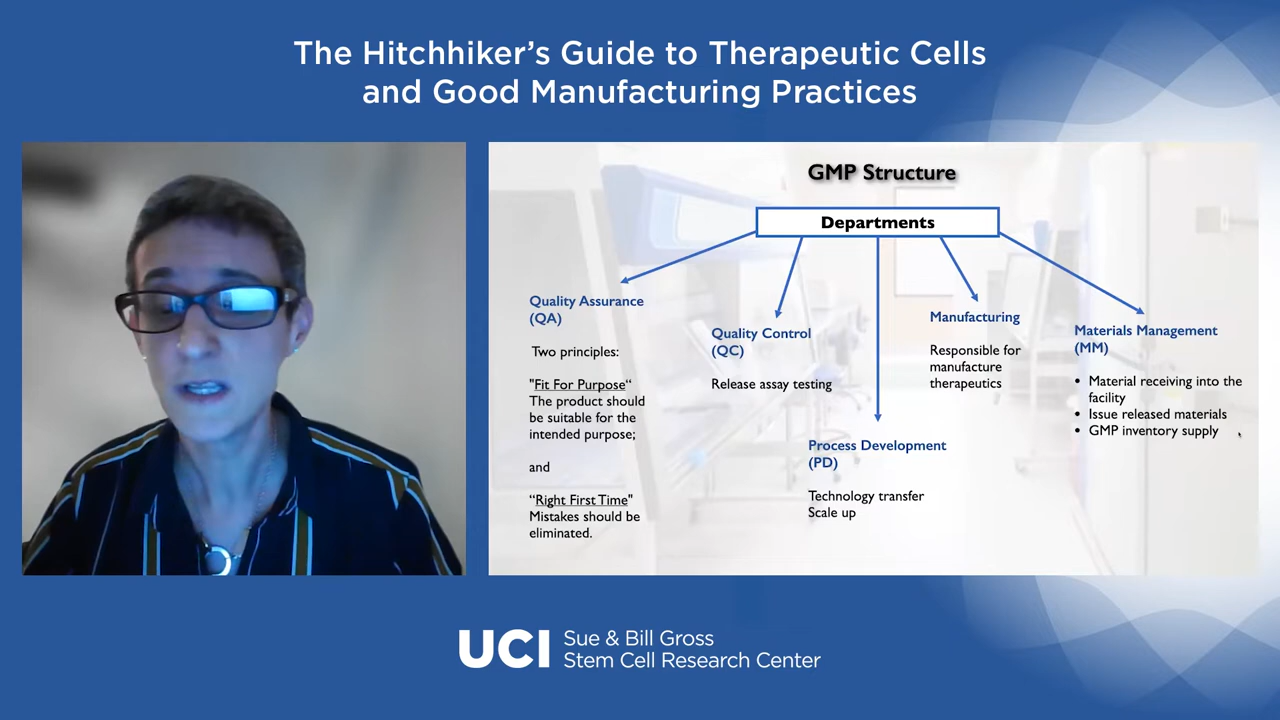 The Hitchhiker's Guide to Therapeutic Cells
and Good Manufacturing Practices
GMP Structure
Departments
Quality Assurance
(QA)
Two principles:
"Fit For Purpose“
The product should
be suitable for the
intended purpose;
and
“Right First Time"
Mistakes should be
eliminated.
Quality Control
(QC)
Release assay testing
Process Development
(PD)
Technology transfer
Scale up
Manufacturing
Responsible for
manufacture
therapeutics
Materials Management
(MM)
• Material receiving into the
facility
• Issue released materials
• GMP inventory supply
UCI
Sue & Bill Gross
Stem Cell Research Center